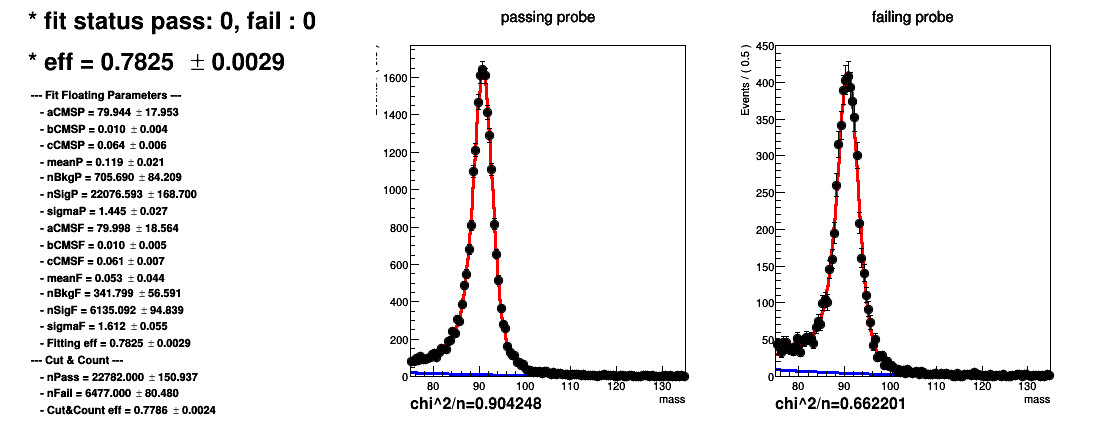 * fit status pass: 0, fail : 0
* eff = 0.7825 ± 0.0029
--- Fit Floating Parameters ---
- aCMSP = 79.944 ± 17.953
- bCMSP = 0.010 ± 0.004
- cCMSP = 0.064 ± 0.006
- meanP = 0.119 ± 0.021
- nBkgP = 705.690 ± 84.209
- nSigP = 22076.593 ± 168.700
- sigmaP = 1.445 ± 0.027
- aCMSF = 79.998 ± 18.564
- bCMSF = 0.010 ± 0.005
- cCMSF = 0.061 ± 0.007
- meanF = 0.053 ± 0.044
- nBkgF = 341.799 ± 56.591
- nSigF = 6135.092 ± 94.839
- sigmaF = 1.612 ± 0.055
- Fitting eff = 0.7825 ± 0.0029
--- Cut & Count ---
- nPass = 22782.000 ± 150.937
- nFail = 6477.000 ± 80.480
- Cut&Count eff = 0.7786 ± 0.0024
passing probe
1600
1400
1200
1000
800
600
400
200
0
80 90 100 110 120 130
mass
chi^2/n=0.904248
failing probe
Events / ( 0.5 )
450
400
350
300
250
200
150
100
50
0
80 90 100 110 120 130
mass
chi^2/n=0.662201